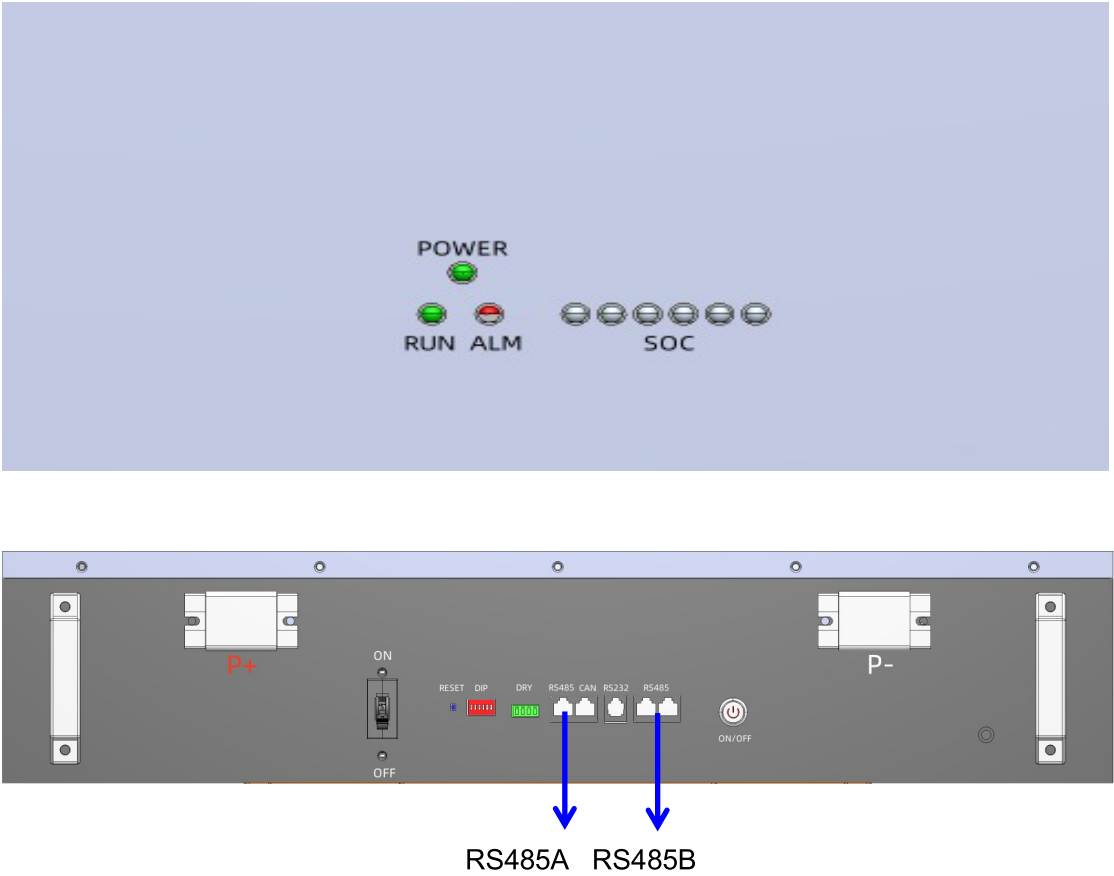 POWER
RUN ALM SOC
P+
P-
ON
RESET DIP DRY RS485 CAN RS232 RS485
ON/OFF
OFF
RS485A RS485B